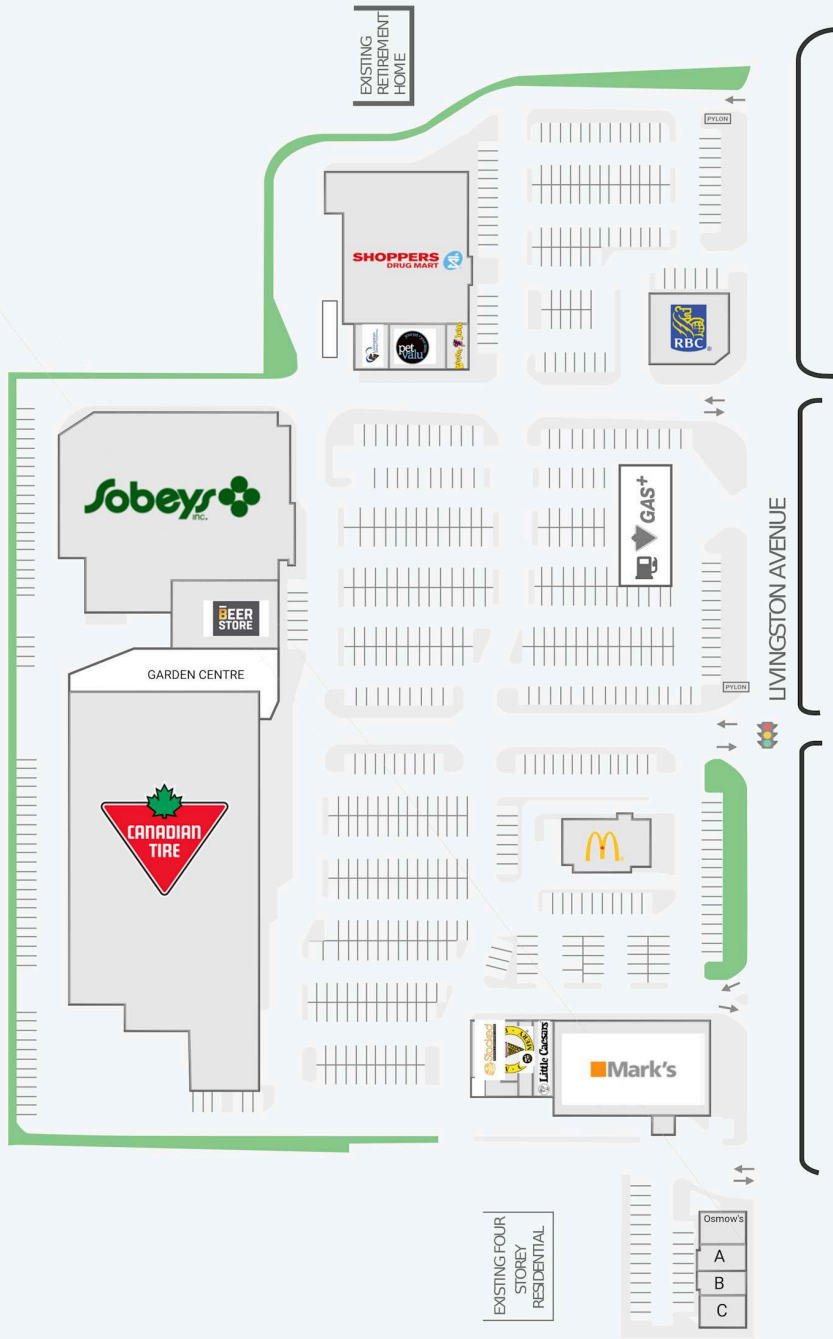 EXISTING
RETIREMENT
HOME
PYLON
SHOPPERS
DRUG MART
pet
valu
RBC
®
Sobeys
inc.
GAS+
BEER
STORE
LIVINGSTON AVENUE
GARDEN CENTRE
PYLON
CANADIAN
TIRE
Stacked
Little Caesars
Mark's
EXISTING FOUR
STOREY
RESIDENTIAL
Osmow's
A
B
C